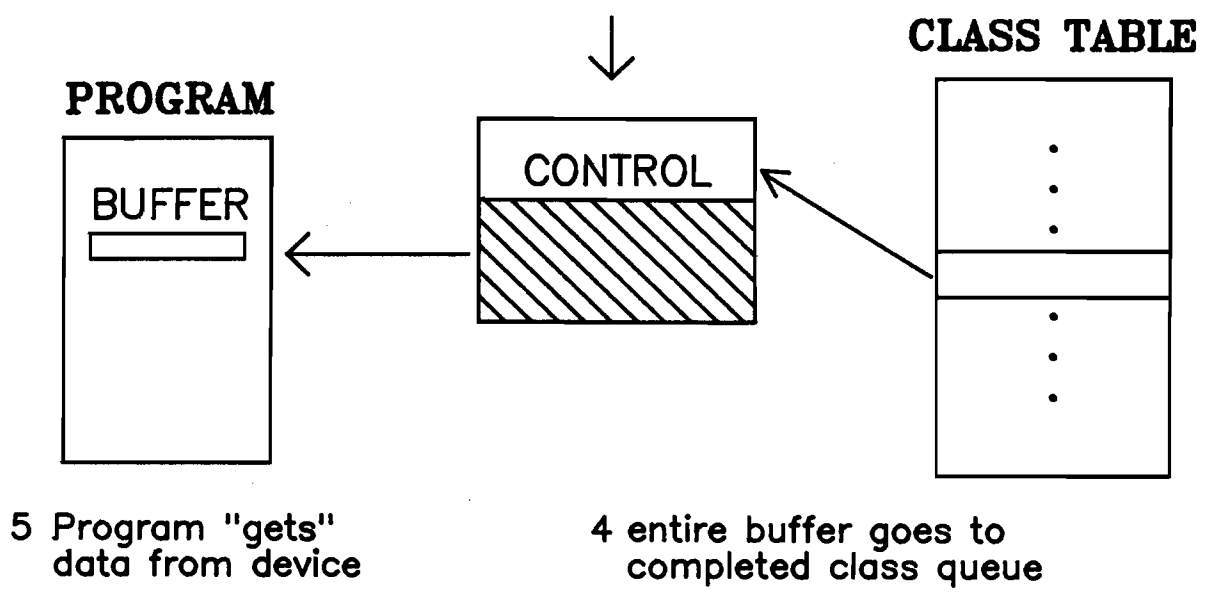 CLASS TABLE
PROGRAM
CONTROL
BUFFER
5 Program "gets"
data from device
4 entire buffer goes to
completed class queue